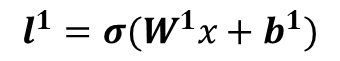 l¹ = σ(W¹x + b¹)